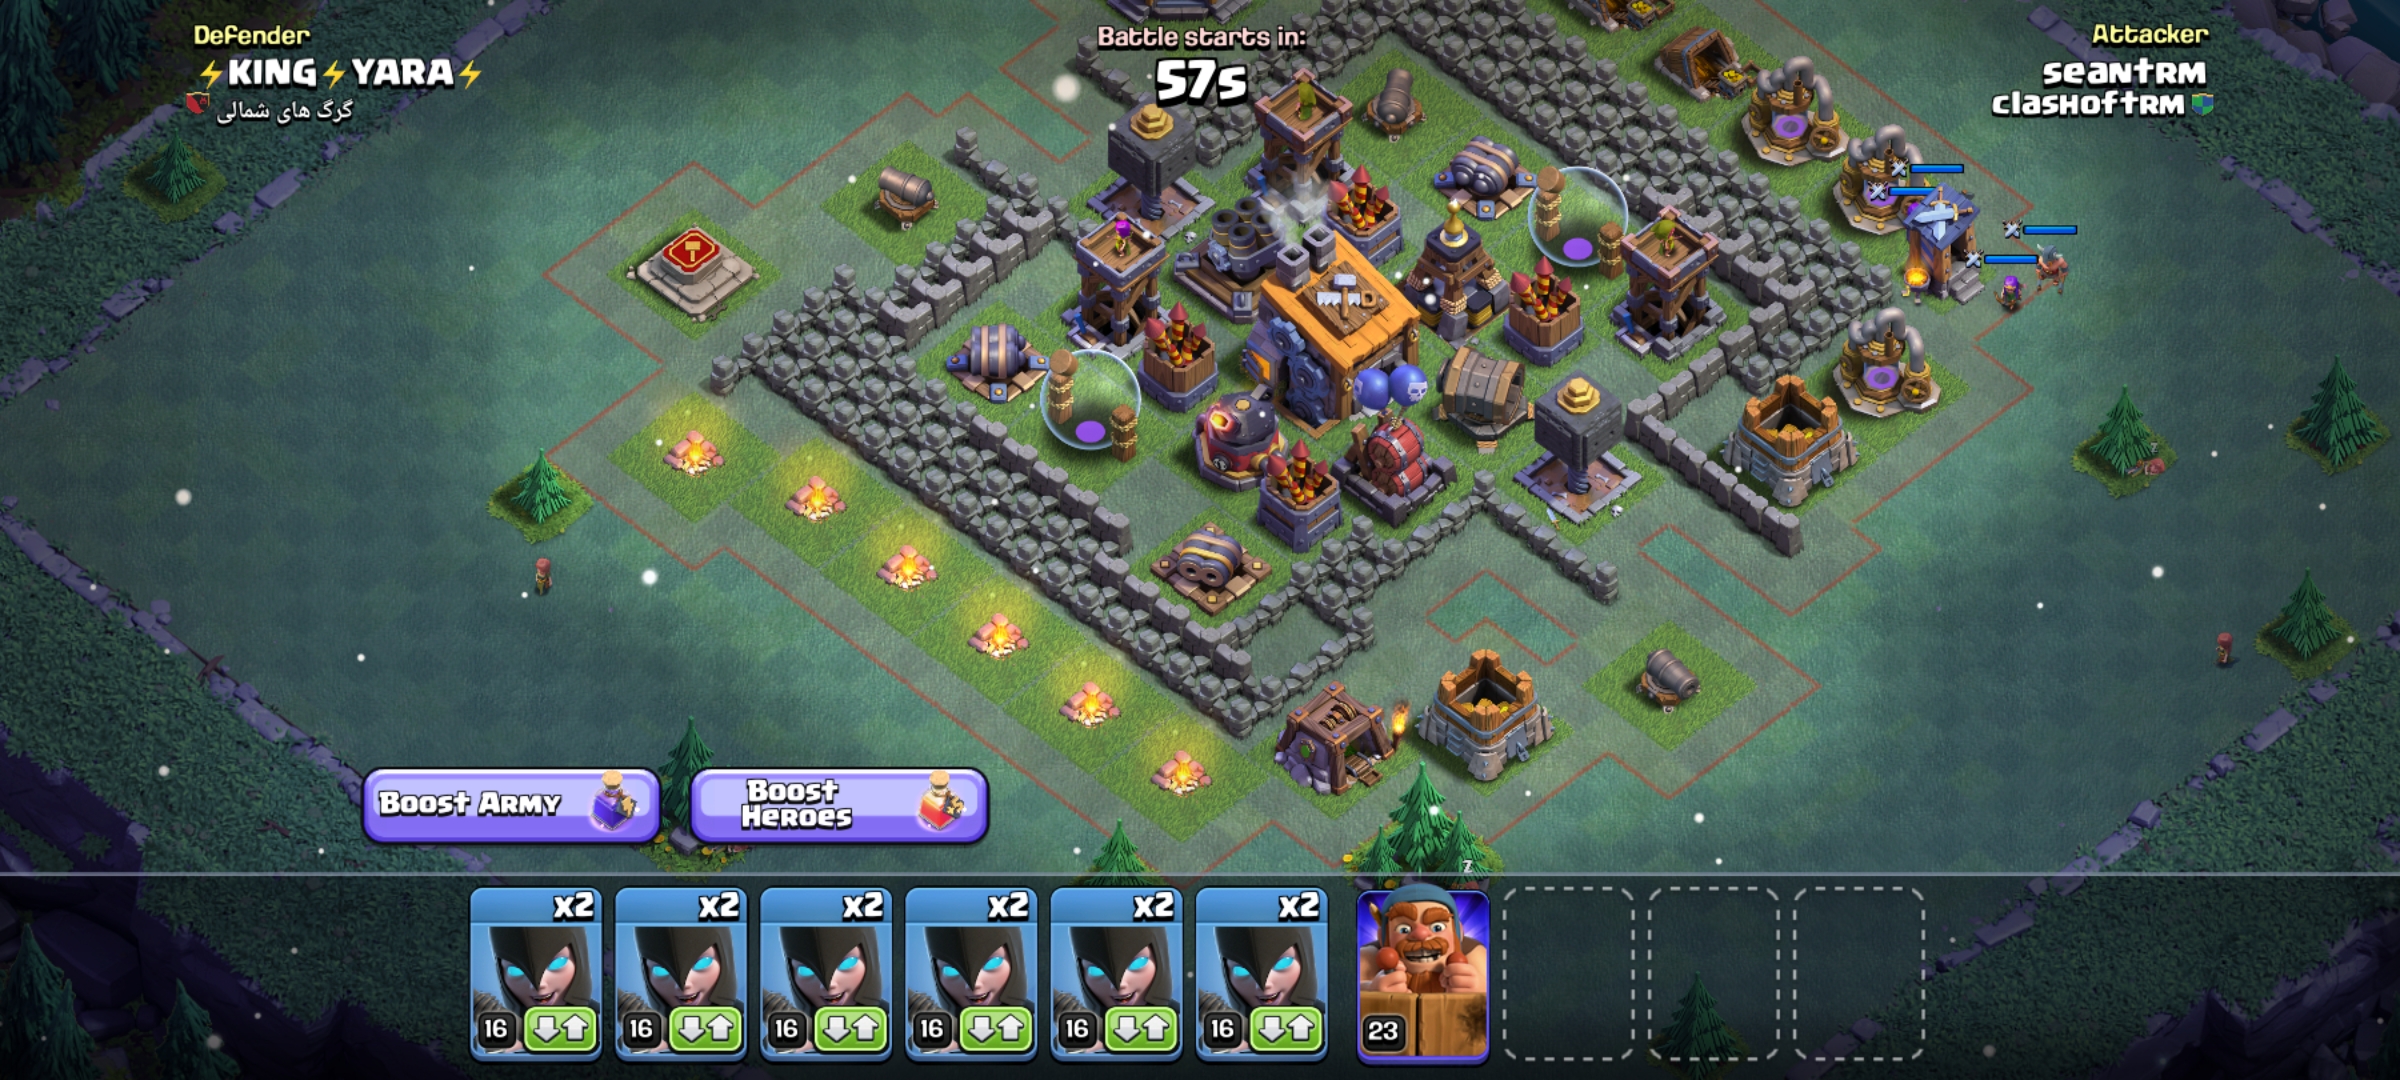 Defender
⚡KING⚡YARA⚡
گرگ های شمالی
Battle starts in:
57s
Attacker
seantRM
clashoftRM
Boost Army
Boost
Heroes
x2
x2
x2
x2
x2
x2
16
16
16
16
16
16
23
z
z